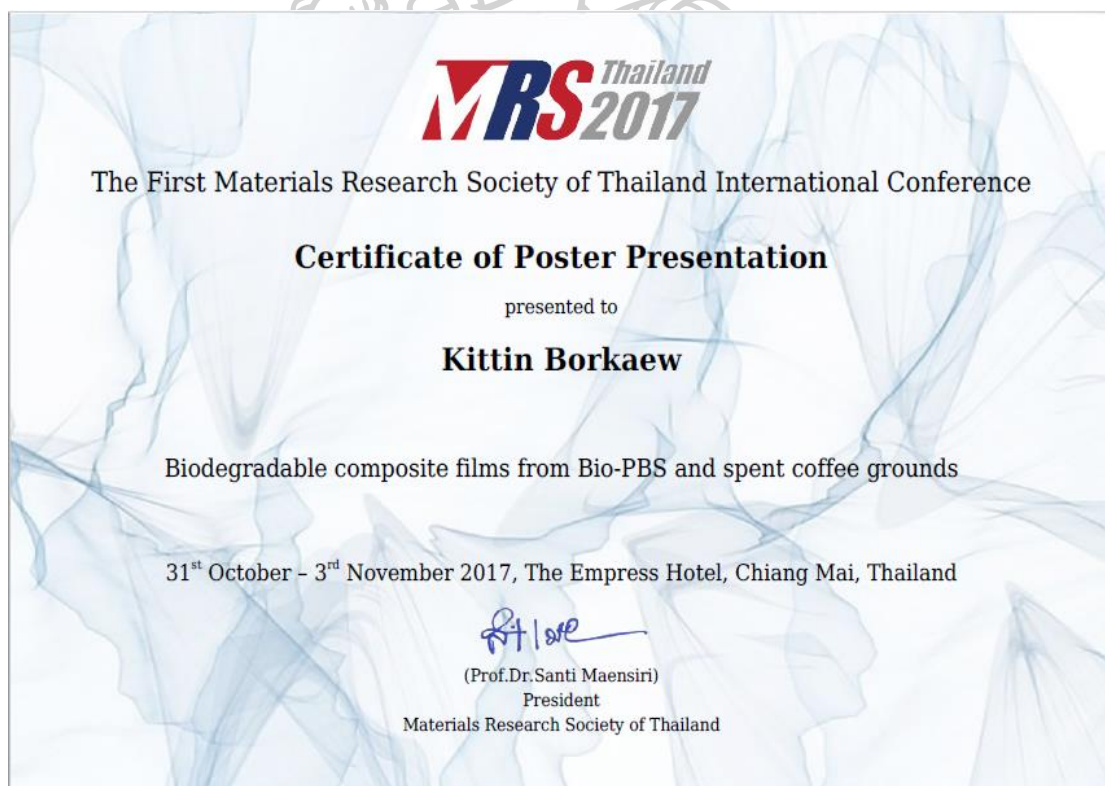 MRS Thailand 2017
The First Materials Research Society of Thailand International Conference
Certificate of Poster Presentation
presented to
Kittin Borkaew
Biodegradable composite films from Bio-PBS and spent coffee grounds
31st October – 3rd November 2017, The Empress Hotel, Chiang Mai, Thailand
(Prof.Dr.Santi Maensiri)
President
Materials Research Society of Thailand